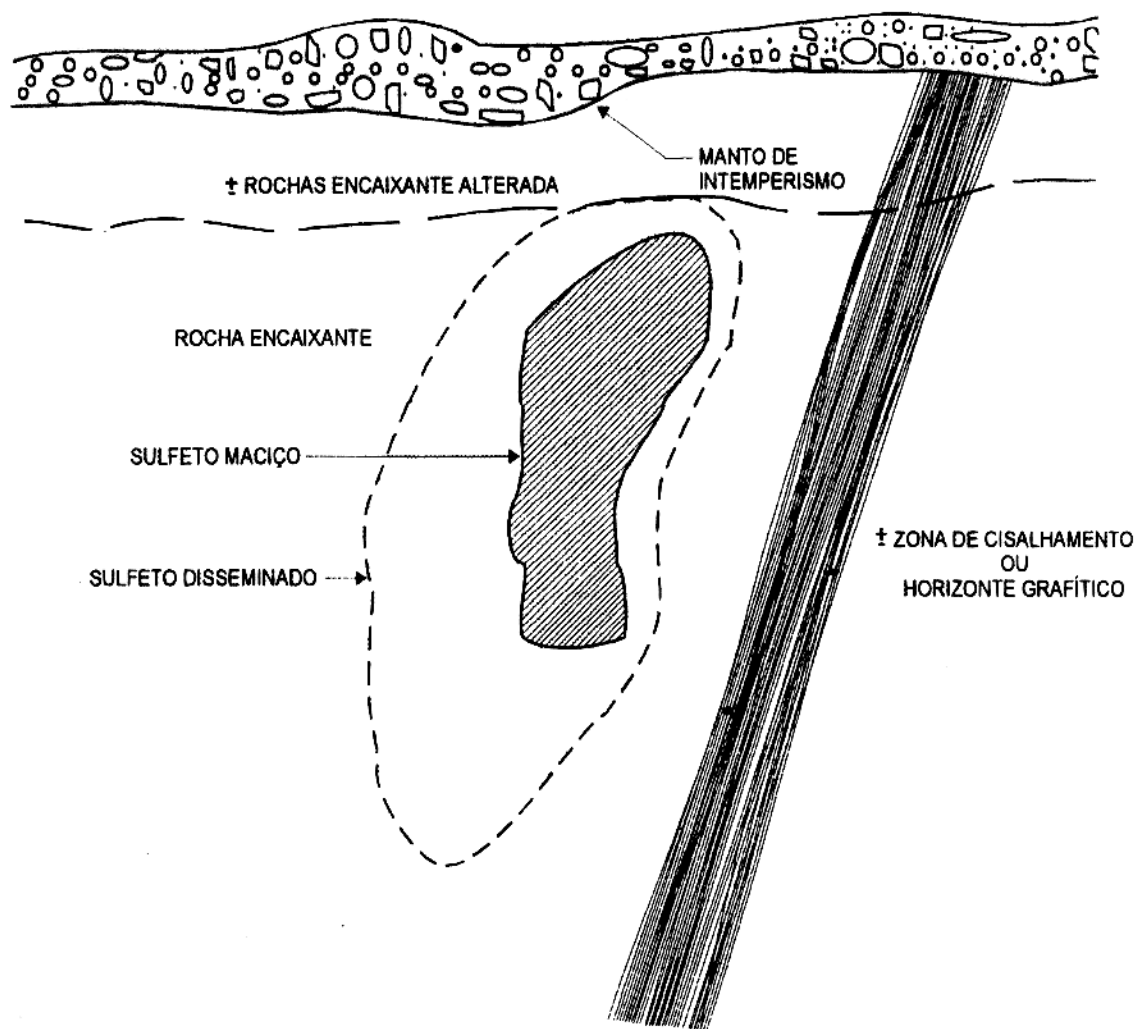 MANTO DE
INTEMPERISMO
± ROCHAS ENCAIXANTE ALTERADA
ROCHA ENCAIXANTE
SULFETO MACIÇO
SULFETO DISSEMINADO
± ZONA DE CISALHAMENTO
OU
HORIZONTE GRAFÍTICO